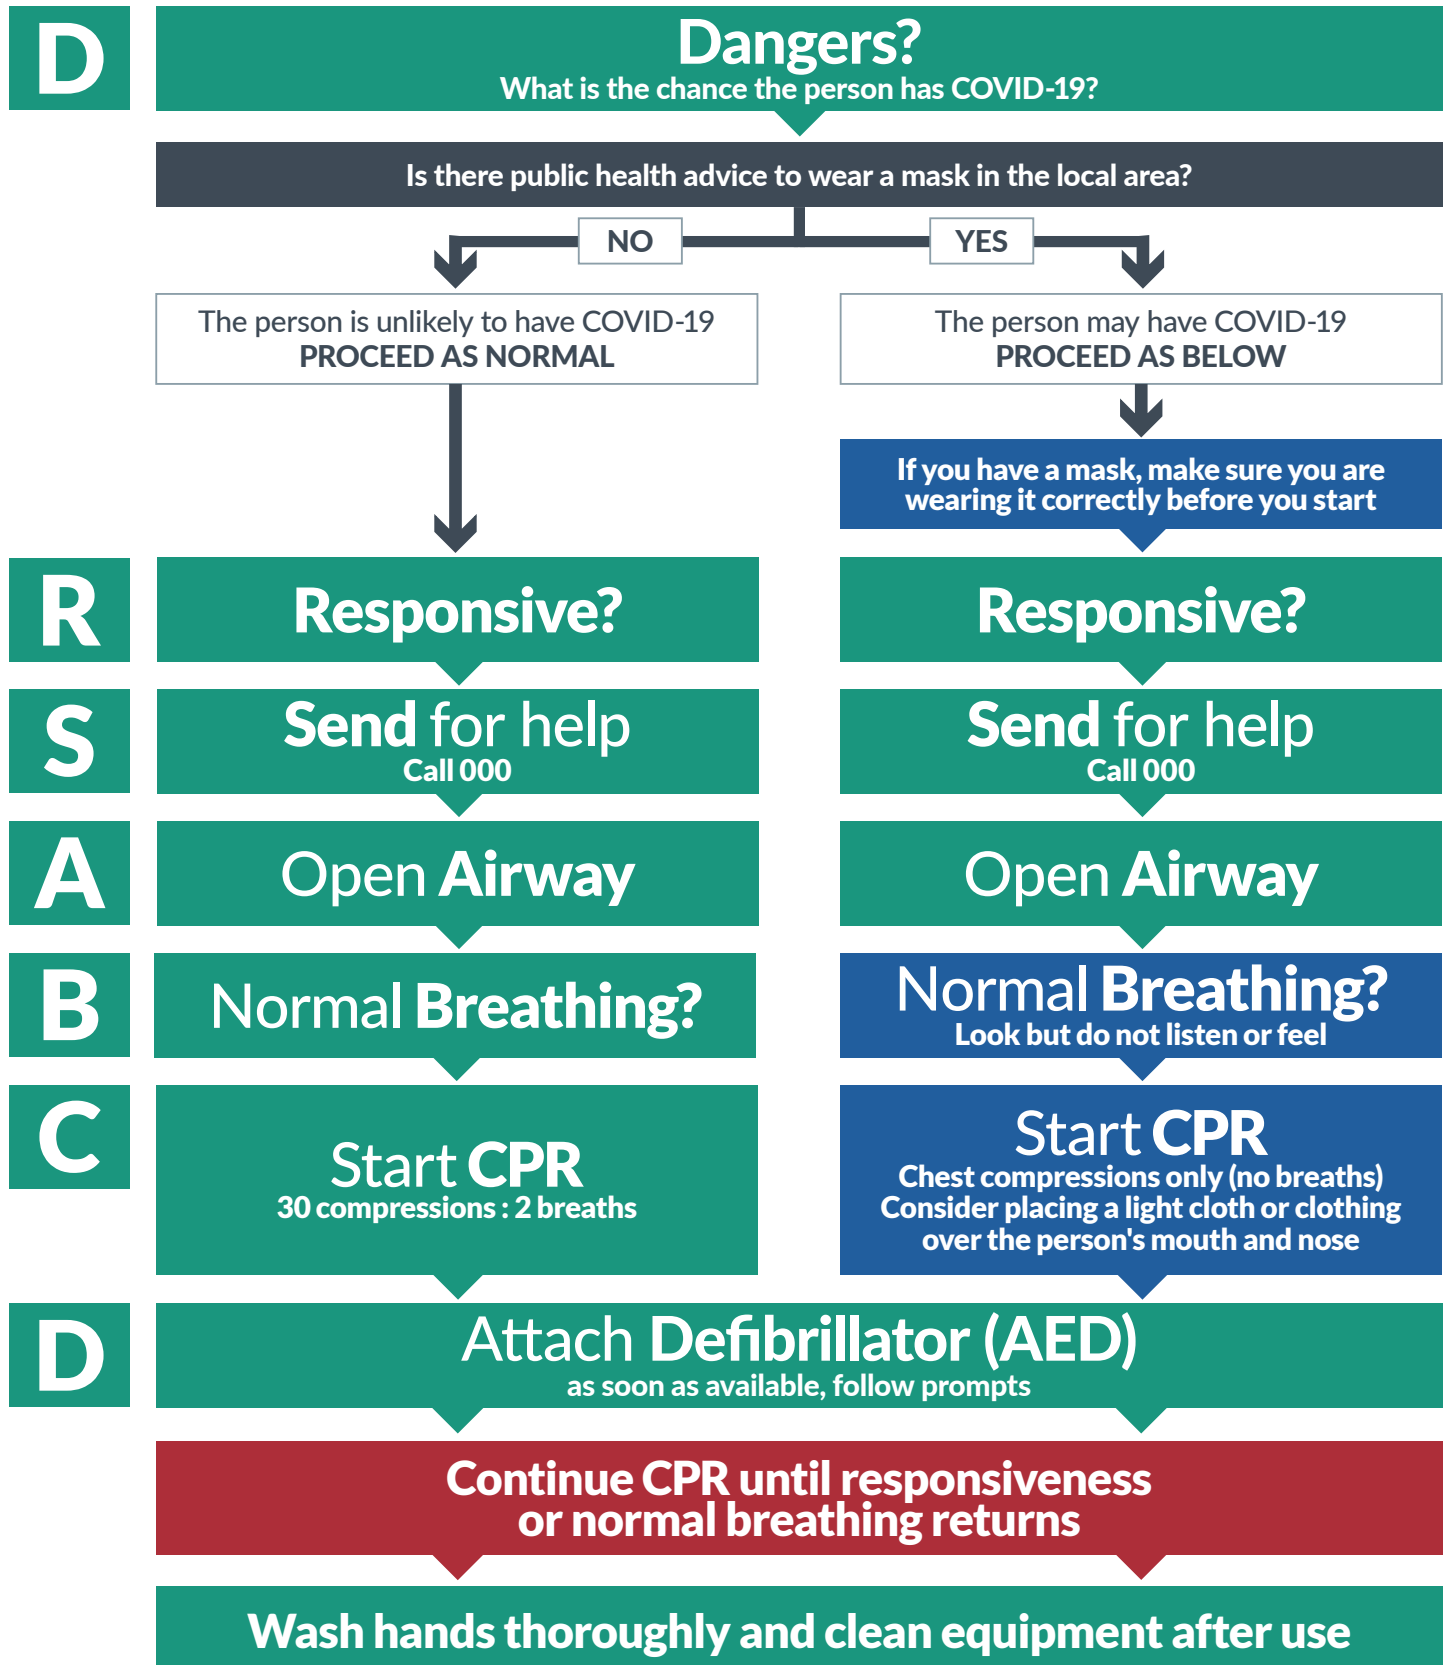 D
Dangers?
What is the chance the person has COVID-19?
Is there public health advice to wear a mask in the local area?
NO
YES
The person is unlikely to have COVID-19
PROCEED AS NORMAL
The person may have COVID-19
PROCEED AS BELOW
If you have a mask, make sure you are
wearing it correctly before you start
R
Responsive?
Responsive?
S
Send for help
Call 000
Send for help
Call 000
A
Open Airway
Open Airway
B
Normal Breathing?
Normal Breathing?
Look but do not listen or feel
C
Start CPR
30 compressions : 2 breaths
Start CPR
Chest compressions only (no breaths)
Consider placing a light cloth or clothing
over the person's mouth and nose
D
Attach Defibrillator (AED)
as soon as available, follow prompts
Continue CPR until responsiveness
or normal breathing returns
Wash hands thoroughly and clean equipment after use